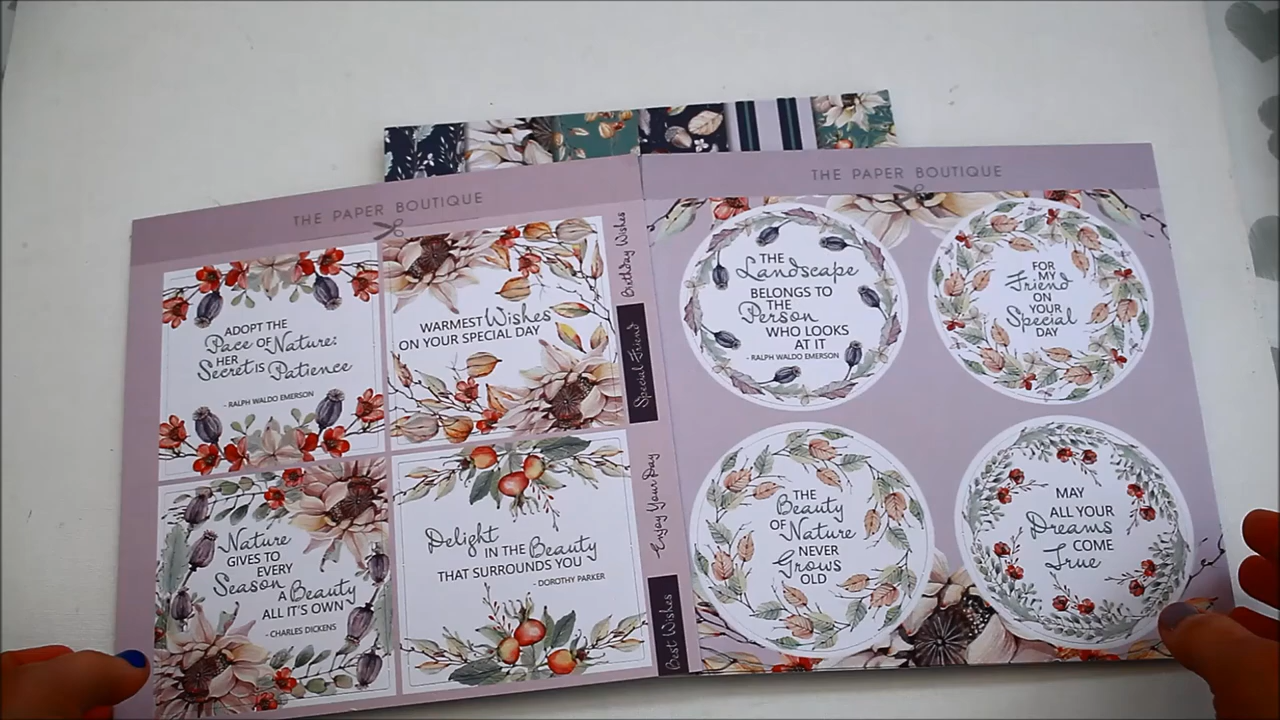 THE PAPER BOUTIQUE
ADOPT THE
Pace OF Nature:
HER
Secret IS Patience
- RALPH WALDO EMERSON
WARMEST Wishes
ON YOUR SPECIAL DAY
Nature
GIVES TO
EVERY
Season
A Beauty
ALL IT'S OWN
- CHARLES DICKENS
Delight
IN THE Beauty
THAT SURROUNDS YOU
- DOROTHY PARKER
Birthday Wishes
Special Friend
Enjoy Your Day
Best Wishes
THE PAPER BOUTIQUE
THE
Landscape
BELONGS TO
THE
Person
WHO LOOKS
AT IT
- RALPH WALDO EMERSON
FOR
MY
Friend
ON
YOUR
Special
DAY
THE
Beauty
OF
Nature
NEVER
Grows
OLD
MAY
ALL YOUR
Dreams
COME
True